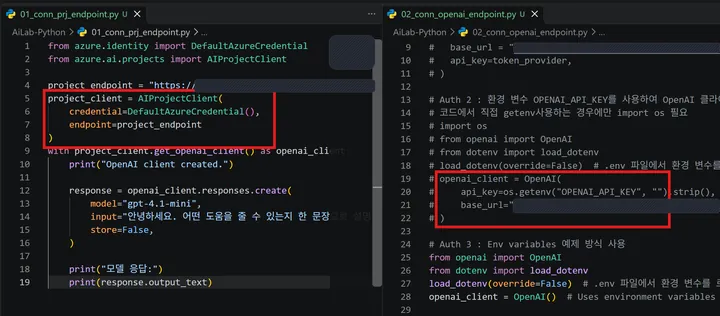 01_conn_prj_endpoint.py U
AiLab-Python > 01_conn_prj_endpoint.py > ...
1 from azure.identity import DefaultAzureCredential
2 from azure.ai.projects import AIProjectClient
3
4 project_endpoint = "https://
5 project_client = AIProjectClient(
6 credential=DefaultAzureCredential(),
7 endpoint=project_endpoint
8 )
9 with project_client.get_openai_client() as openai_client
10 print("OpenAI client created.")
11
12 response = openai_client.responses.create(
13 model="gpt-4.1-mini",
14 input="안녕하세요. 어떤 도움을 줄 수 있는지 한 문장
15 store=False,
16 )
17
18 print("모델 응답:")
19 print(response.output_text)
02_conn_openai_endpoint.py U
AiLab-Python > 02_conn_openai_endpoint.py > ...
9 # base_url = "
10 # api_key=token_provider,
11 # )
12
13 # Auth 2 : 환경 변수 OPENAI_API_KEY를 사용하여 OpenAI 클라
14 # 코드에서 직접 getenv사용하는 경우에만 import os 필요
15 # import os
16 # from openai import OpenAI
17 # from dotenv import load_dotenv
18 # load_dotenv(override=False) # .env 파일에서 환경 변수를
19 # openai_client = OpenAI(
20 # api_key=os.getenv("OPENAI_API_KEY", "").strip(),
21 # base_url="
22 # )
23
24 # Auth 3 : Env variables 예제 방식 사용
25 from openai import OpenAI
26 from dotenv import load_dotenv
27 load_dotenv(override=False) # .env 파일에서 환경 변수를 로
28 openai_client = OpenAI() # Uses environment variables